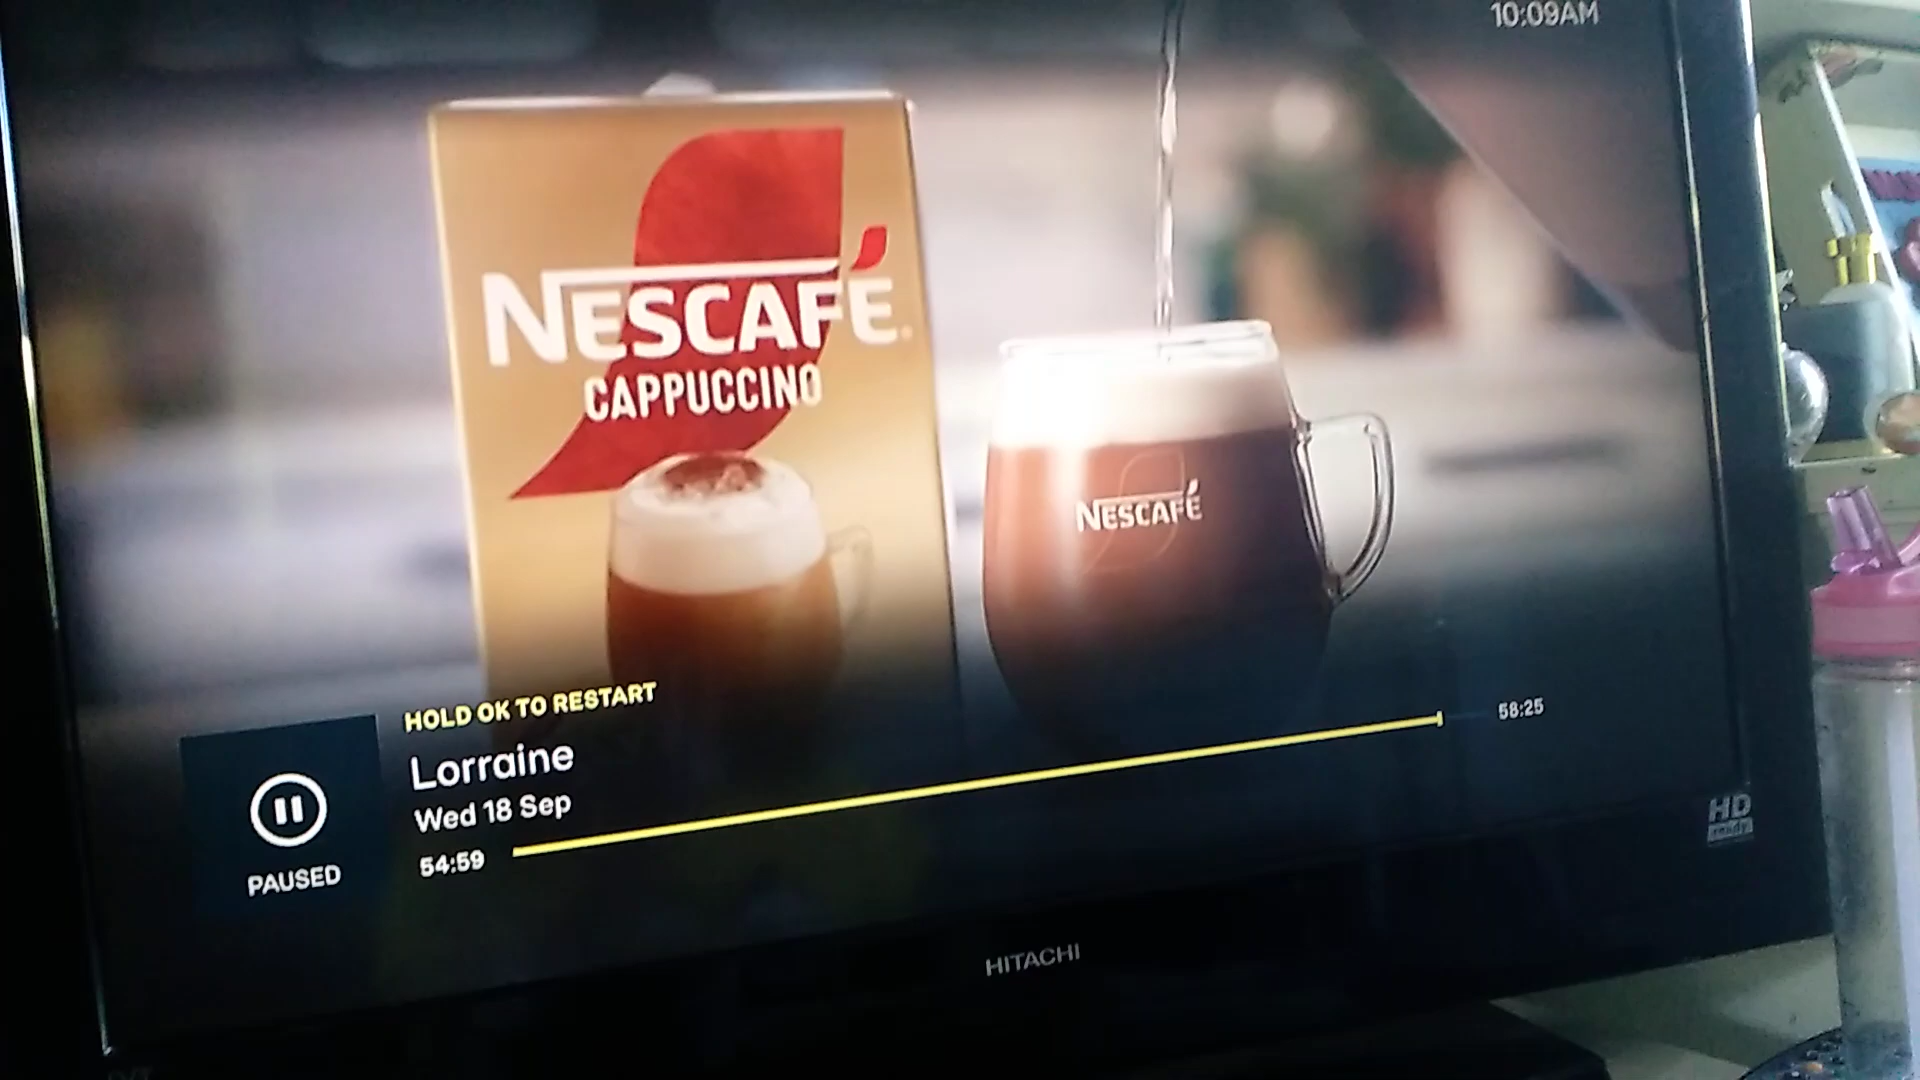 10:09AM
NESCAFÉ
CAPPUCCINO
NESCAFÉ
HOLD OK TO RESTART
Lorraine
Wed 18 Sep
54:59
58:25
PAUSED
HD
ready
HITACHI